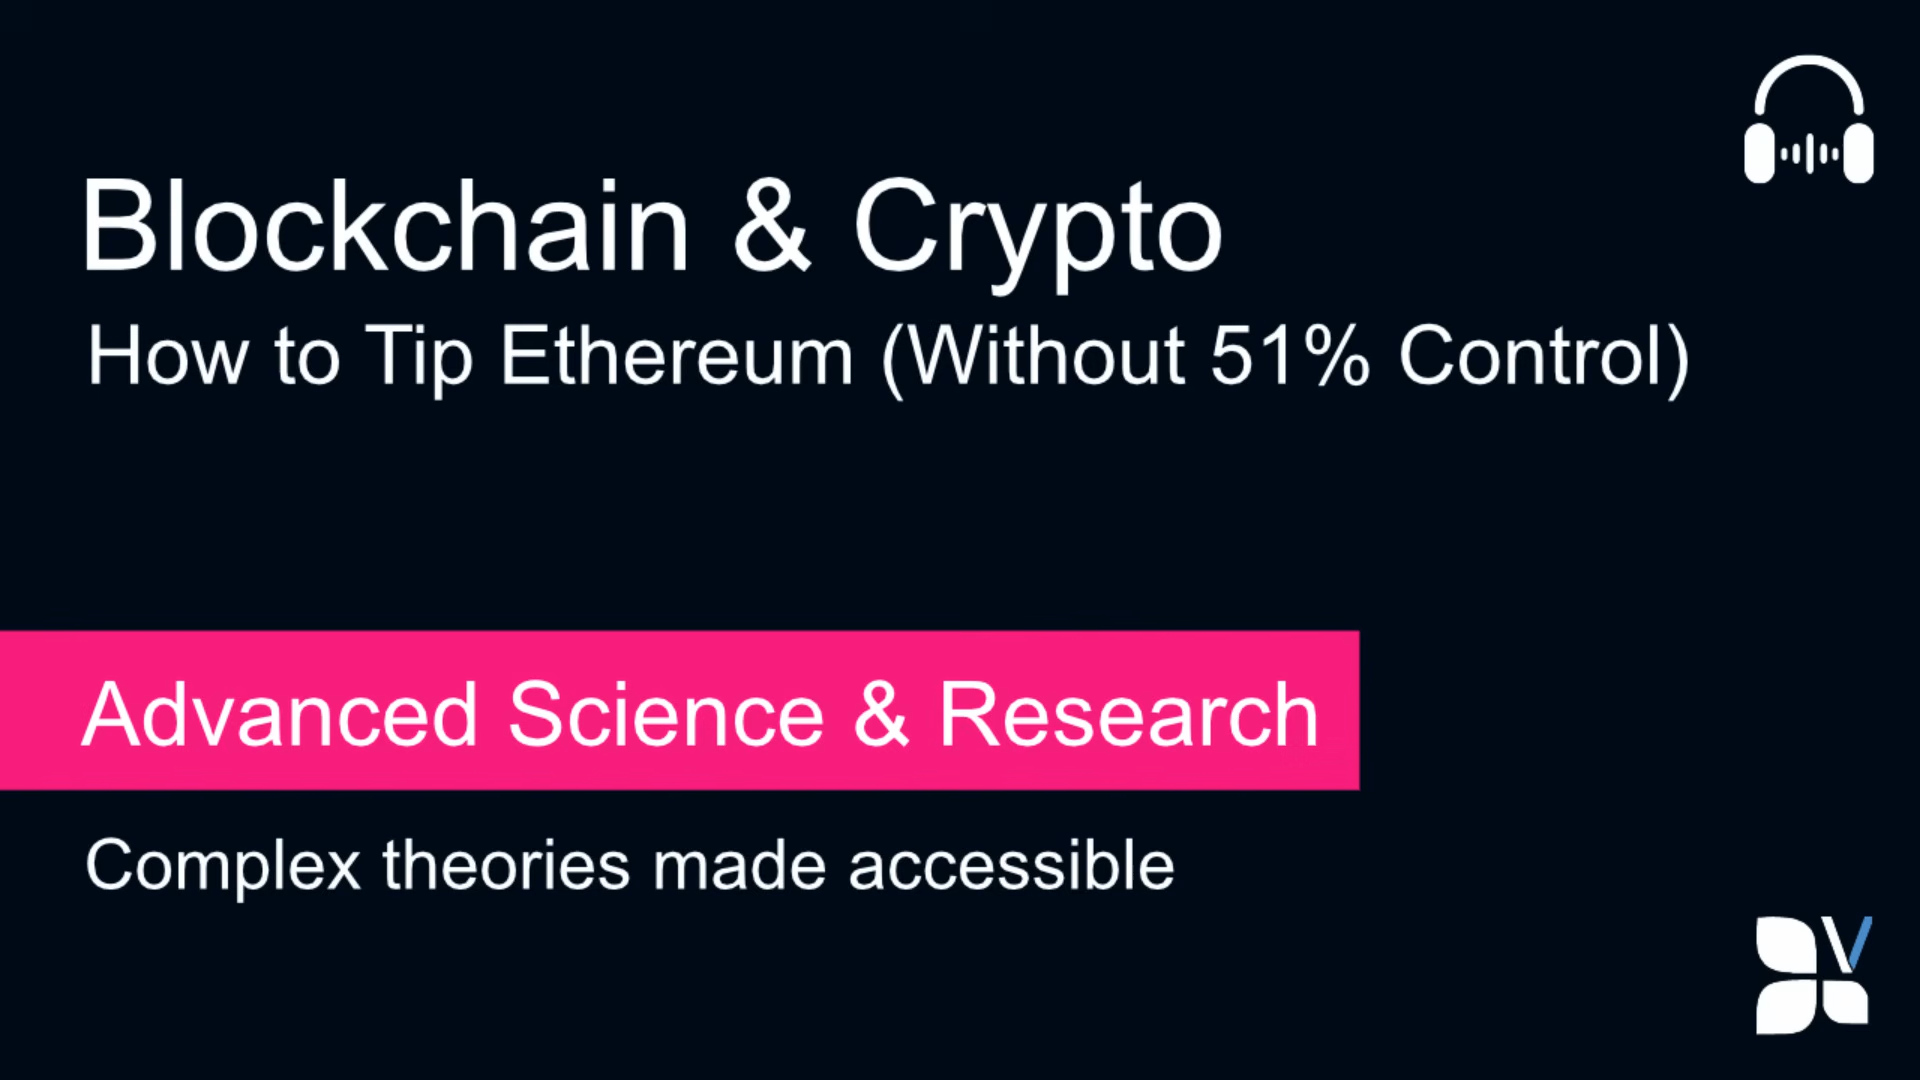 Blockchain & Crypto
How to Tip Ethereum (Without 51% Control)
Advanced Science & Research
Complex theories made accessible
V